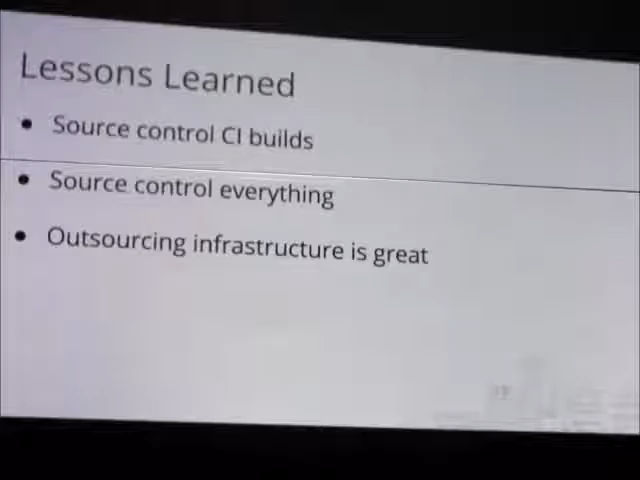 Lessons Learned
• Source control CI builds
• Source control everything
• Outsourcing infrastructure is great